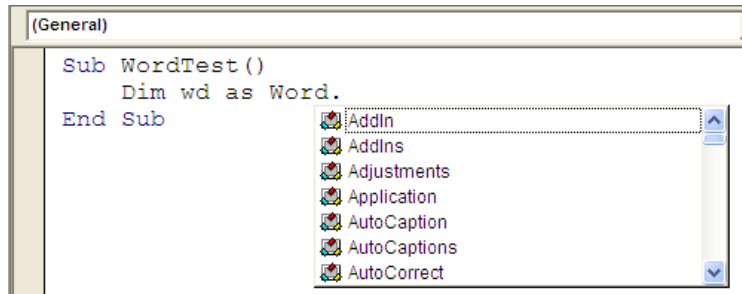 (General)
Sub WordTest()
Dim wd as Word.
End Sub
AddIn
AddIns
Adjustments
Application
AutoCaption
AutoCaptions
AutoCorrect